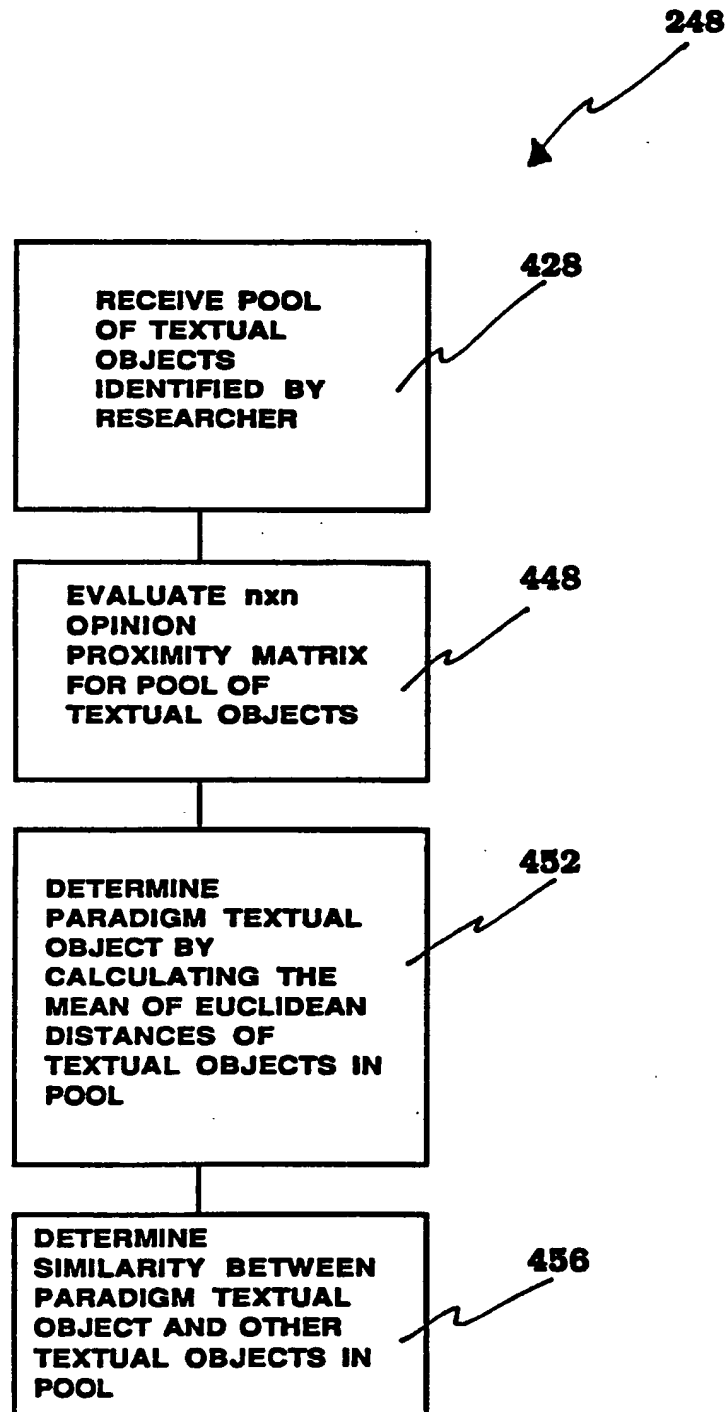 248
428
RECEIVE POOL
OF TEXTUAL
OBJECTS
IDENTIFIED BY
RESEARCHER
448
EVALUATE nxn
OPINION
PROXIMITY MATRIX
FOR POOL OF
TEXTUAL OBJECTS
452
DETERMINE
PARADIGM TEXTUAL
OBJECT BY
CALCULATING THE
MEAN OF EUCLIDEAN
DISTANCES OF
TEXTUAL OBJECTS IN
POOL
456
DETERMINE
SIMILARITY BETWEEN
PARADIGM TEXTUAL
OBJECT AND OTHER
TEXTUAL OBJECTS IN
POOL